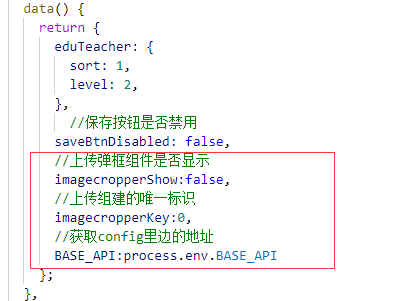 data() {
return {
eduTeacher: {
sort: 1,
level: 2,
},
//保存按钮是否禁用
saveBtnDisabled: false,
//上传弹框组件是否显示
imagecropperShow:false,
//上传组建的唯一标识
imagecropperKey:0,
//获取config里边的地址
BASE_API:process.env.BASE_API
};
},